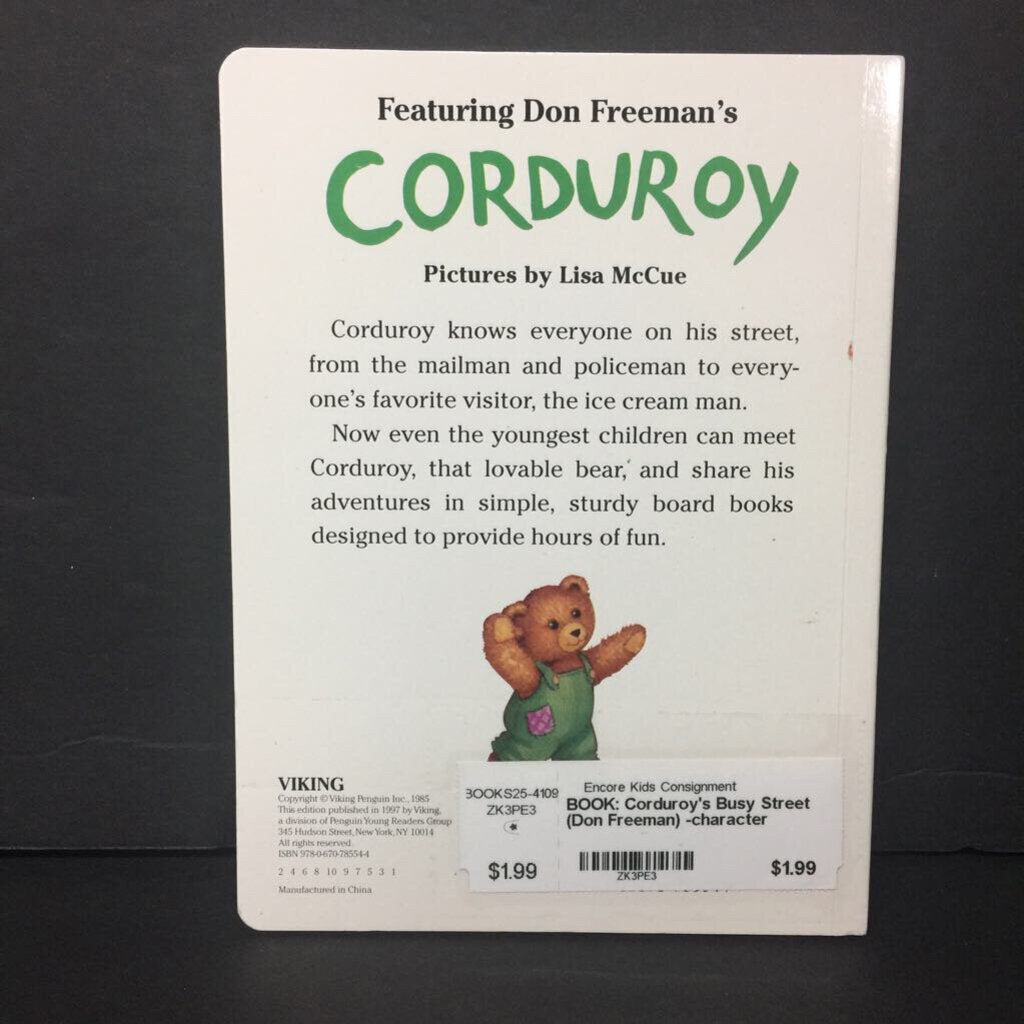 Featuring Don Freeman's
CORDUROY
Pictures by Lisa McCue
Corduroy knows everyone on his street,
from the mailman and policeman to every-
one's favorite visitor, the ice cream man.
Now even the youngest children can meet
Corduroy, that lovable bear, and share his
adventures in simple, sturdy board books
designed to provide hours of fun.
VIKING
Copyright © Viking Penguin Inc., 1985
This edition published in 1997 by Viking,
a division of Penguin Young Readers Group
345 Hudson Street, New York, NY 10014
All rights reserved.
ISBN 978-0-670-78554-4
2 4 6 8 10 9 7 5 3 1
Manufactured in China
BOOKS25-4109
ZK3PE3
$1.99
Encore Kids Consignment
BOOK: Corduroy's Busy Street
(Don Freeman) -character
ZK3PE3
$1.99